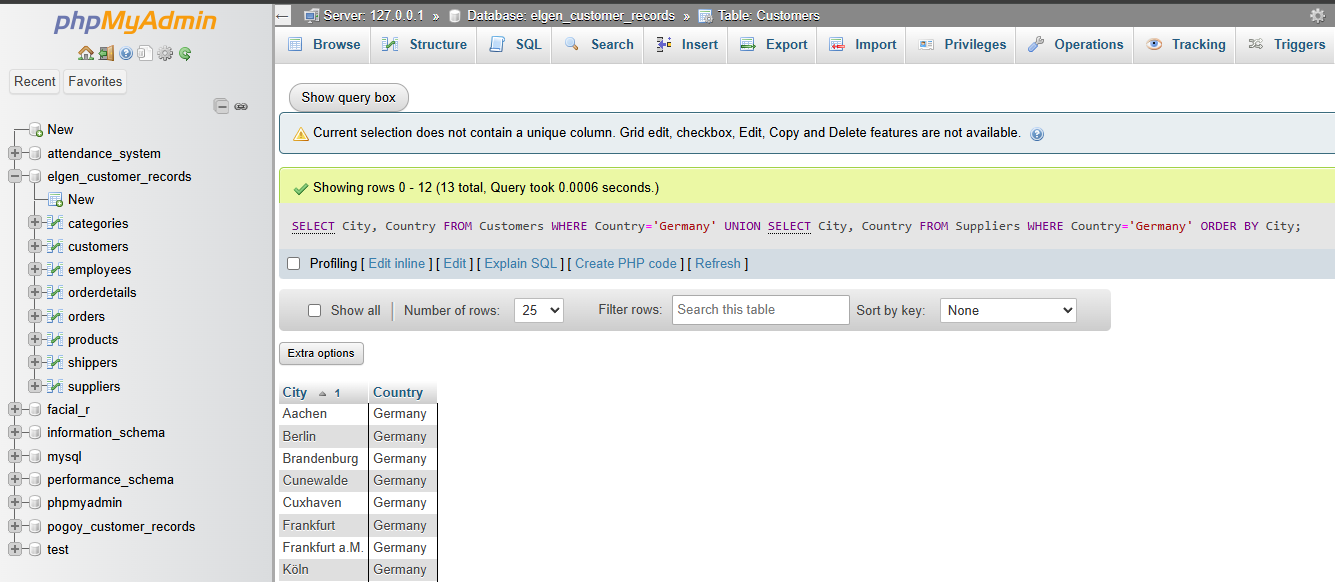 phpMyAdmin
Recent Favorites
New
attendance_system
elgen_customer_records
New
categories
customers
employees
orderdetails
orders
products
shippers
suppliers
facial_r
information_schema
mysql
performance_schema
phpmyadmin
pogoy_customer_records
test
Server: 127.0.0.1 » Database: elgen_customer_records » Table: Customers
Browse Structure SQL Search Insert Export Import Privileges Operations Tracking Triggers
Show query box
Current selection does not contain a unique column. Grid edit, checkbox, Edit, Copy and Delete features are not available.
Showing rows 0 - 12 (13 total, Query took 0.0006 seconds.)
SELECT City, Country FROM Customers WHERE Country='Germany' UNION SELECT City, Country FROM Suppliers WHERE Country='Germany' ORDER BY City;
Profiling [ Edit inline ] [ Edit ] [ Explain SQL ] [ Create PHP code ] [ Refresh ]
Show all Number of rows: 25 Filter rows: Search this table Sort by key: None
Extra options
City 1 Country
Aachen Germany
Berlin Germany
Brandenburg Germany
Cunewalde Germany
Cuxhaven Germany
Frankfurt Germany
Frankfurt a.M. Germany
Köln Germany